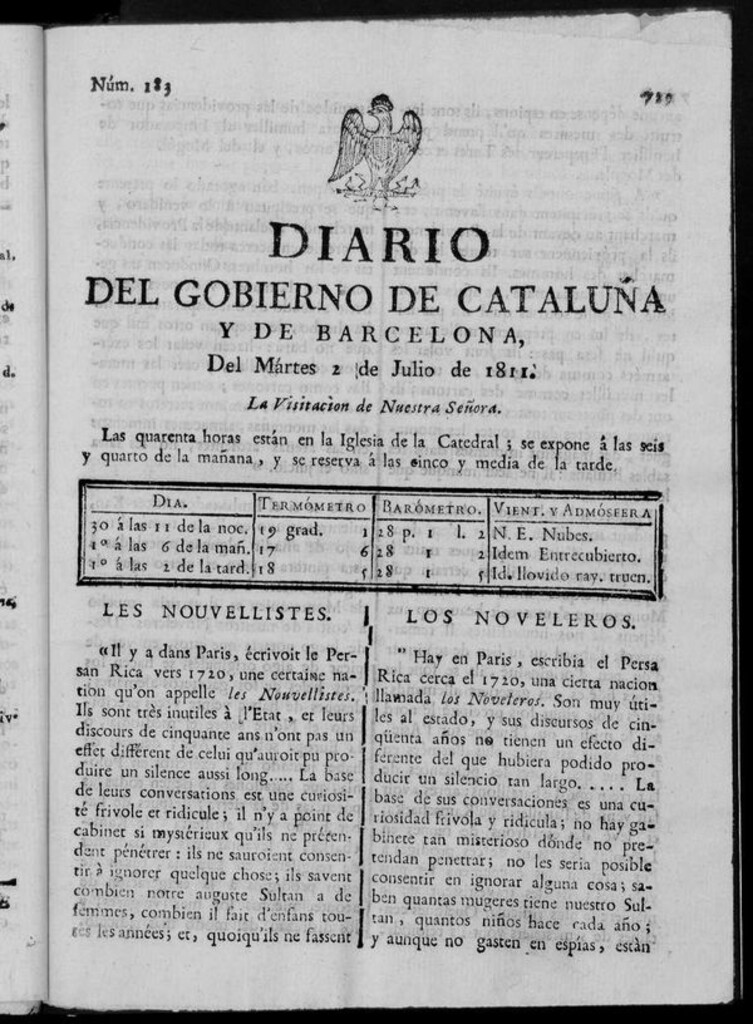 Núm. 183
729
DIARIO
DEL GOBIERNO DE CATALUÑA
Y DE BARCELONA,
Del Mártes 2 de Julio de 1811.
La Visitacion de Nuestra Señora.
Las quarenta horas están en la Iglesia de la Catedral; se expone á las seis
y quarto de la mañana, y se reserva á las cinco y media de la tarde.
DIA. TERMÓMETRO BARÓMETRO. VIENT. Y ADMÓSFERA
30 á las 11 de la noc. 19 grad. 1 28 p. 1 l. 2 N. E. Nubes.
1º á las 6 de la mañ. 17 6 28 1 2 Idem Entrecubierto.
1º á las 2 de la tard. 18 5 28 1 5 Id. llovido ray. truen.
LES NOUVELLISTES.
«Il y a dans Paris, écrivoit le Per-
san Rica vers 1720, une certaine na-
tion qu'on appelle les Nouvellistes.
Ils sont très inutiles à l'Etat, et leurs
discours de cinquante ans n'ont pas un
effet différent de celui qu'auroit pu pro-
duire un silence aussi long..... La base
de leurs conversations est une curiosi-
té frivole et ridicule; il n'y a point de
cabinet si mystérieux qu'ils ne préten-
dent pénétrer: ils ne sauroient consen-
tir à ignorer quelque chose; ils savent
combien notre auguste Sultan a de
femmes, combien il fait d'enfans tou-
tes les années; et, quoiqu'ils ne fassent
LOS NOVELEROS.
"Hay en Paris, escribia el Persa
Rica cerca el 1720, una cierta nacion
llamada los Noveleros. Son muy úti-
les al estado, y sus discursos de cin-
qüenta años no tienen un efecto di-
ferente del que hubiera podido pro-
ducir un silencio tan largo. . . . . La
base de sus conversaciones es una cu-
riosidad frivola y ridicula; no hay ga-
binete tan misterioso dónde no pre-
tendan penetrar; no les seria posible
consentir en ignorar alguna cosa; sa-
ben quantas mugeres tiene nuestro Sul-
tan, quantos niños hace cada año;
y aunque no gasten en espías, estàn